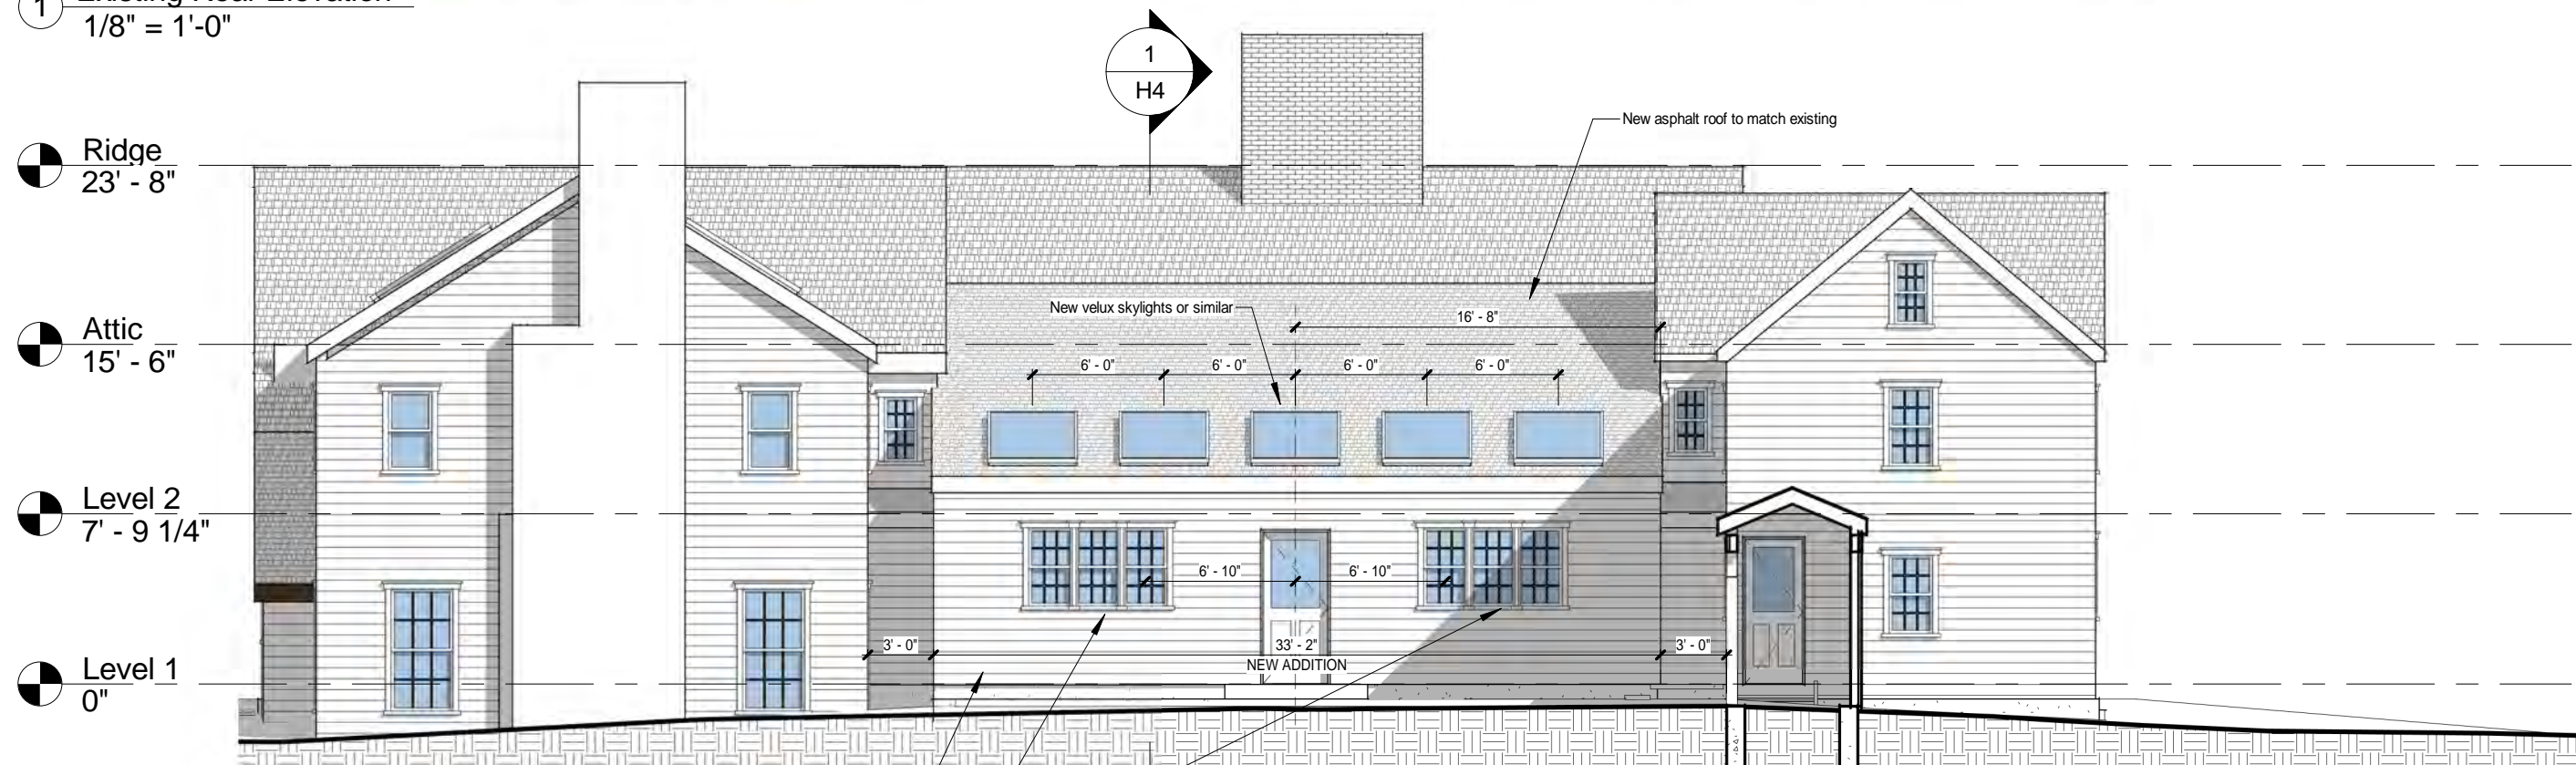 1 Existing Rear Elevation
1/8" = 1'-0"
1
H4
New asphalt roof to match existing
Ridge
23' - 8"
New velux skylights or similar
16' - 8"
Attic
15' - 6"
6' - 0" 6' - 0" 6' - 0" 6' - 0"
Level 2
7' - 9 1/4"
6' - 10" 6' - 10"
3' - 0" 33' - 2" 3' - 0"
NEW ADDITION
Level 1
0"